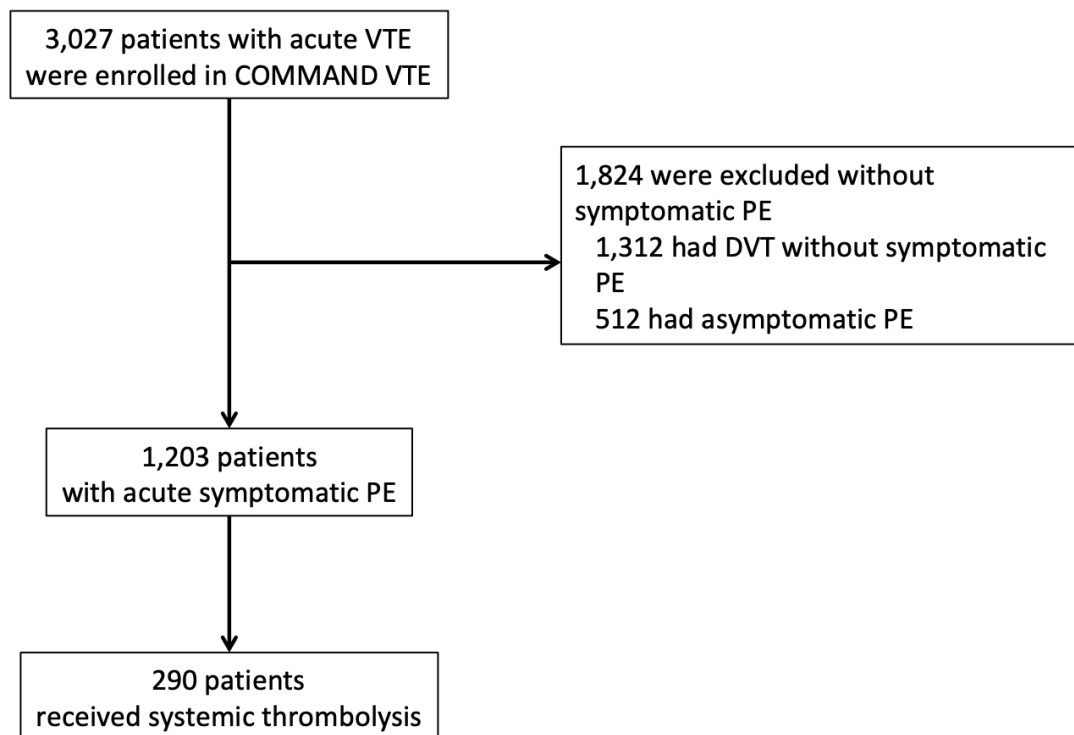 3,027 patients with acute VTE
were enrolled in COMMAND VTE
1,824 were excluded without
symptomatic PE
1,312 had DVT without symptomatic
PE
512 had asymptomatic PE
1,203 patients
with acute symptomatic PE
290 patients
received systemic thrombolysis